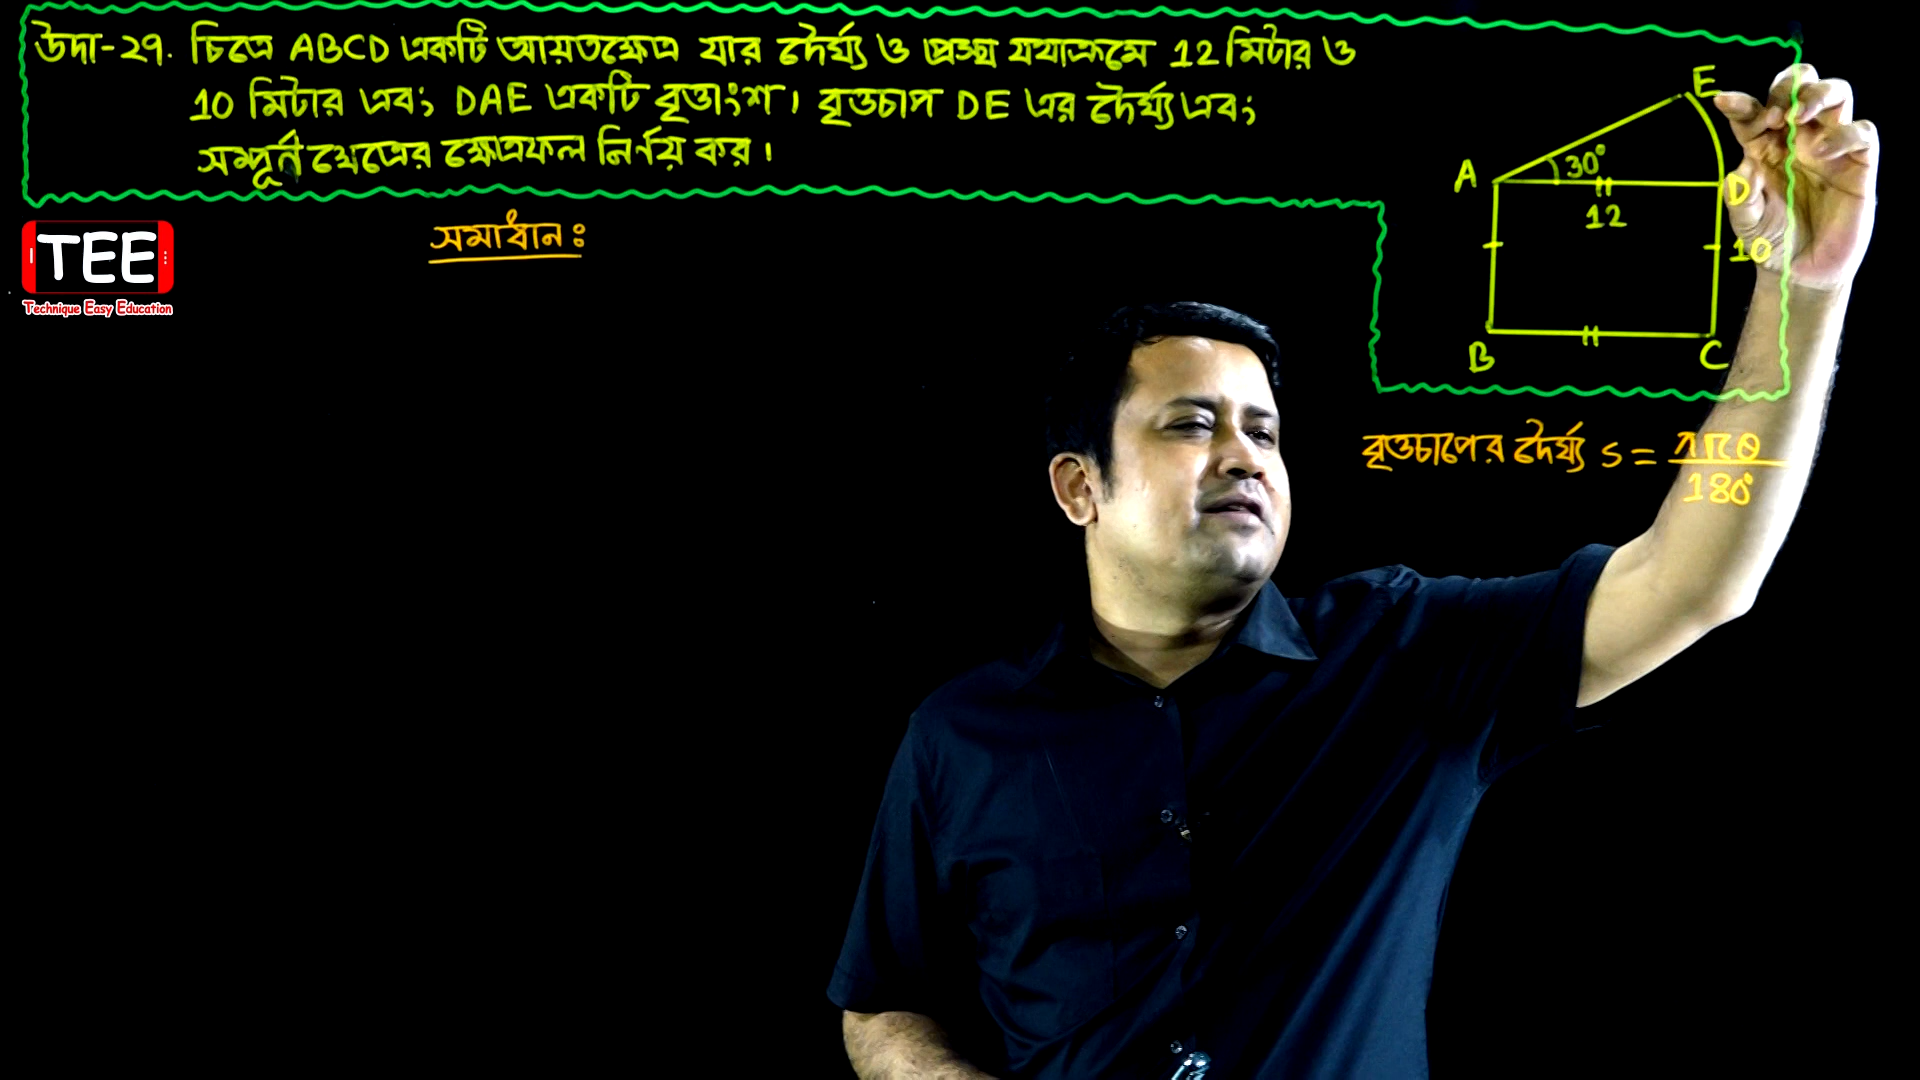 উদা-২৭. চিত্রে ABCD একটি আয়তক্ষেত্র যার দৈর্ঘ্য ও প্রস্থ যথাক্রমে 12 মিটার ও
10 মিটার এবং DAE একটি বৃত্তাংশ। বৃত্তচাপ DE এর দৈর্ঘ্য এবং
সম্পূর্ন ক্ষেত্রের ক্ষেত্রফল নির্ণয় কর।
E
A
30°
D
12
10
B
C
TEE
Technique Easy Education
সমাধান:
বৃত্তচাপের দৈর্ঘ্য s = πrθ
180°